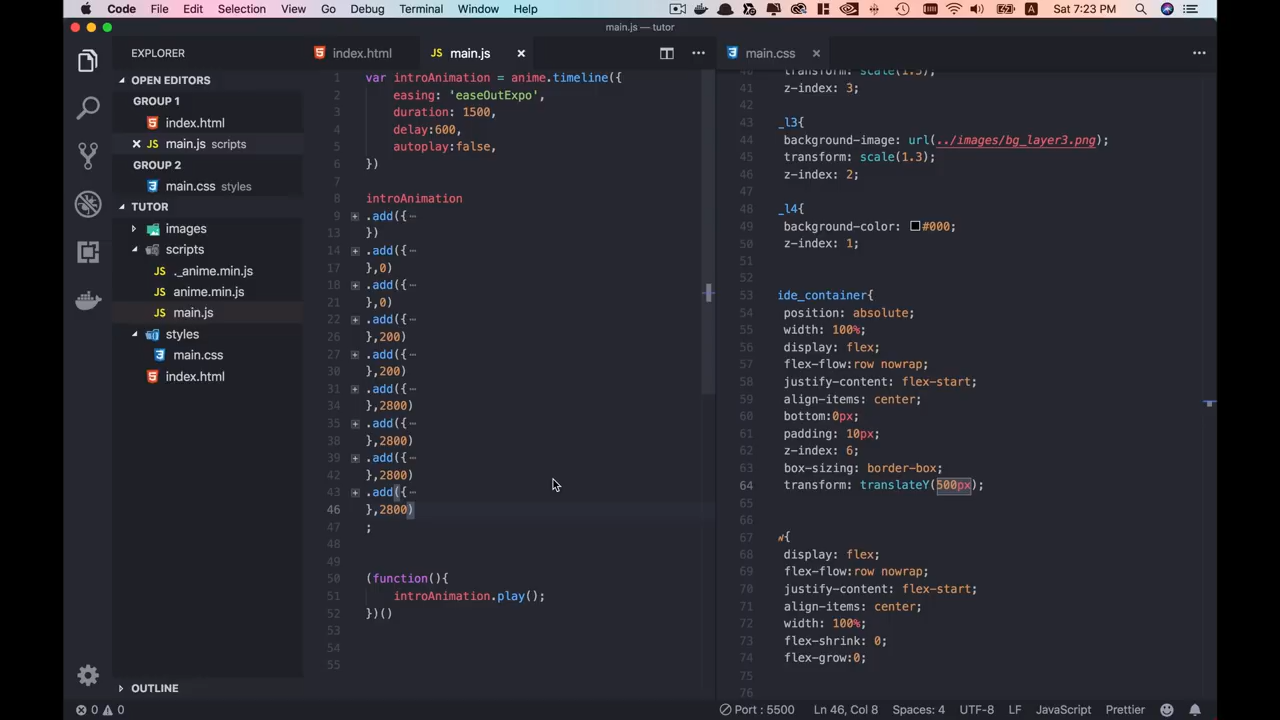 Code File Edit Selection View Go Debug Terminal Window Help
Sat 7:23 PM
main.js — tutor
EXPLORER
OPEN EDITORS
GROUP 1
index.html
main.js scripts
GROUP 2
main.css styles
TUTOR
images
scripts
._anime.min.js
anime.min.js
main.js
styles
main.css
index.html
OUTLINE
index.html
main.js
1 var introAnimation = anime.timeline({
2 easing: 'easeOutExpo',
3 duration: 1500,
4 delay:600,
5 autoplay:false,
6 })
7
8 introAnimation
9 .add({
13 })
14 .add({
17 },0)
18 .add({
21 },0)
22 .add({
26 },200)
27 .add({
30 },200)
31 .add({
34 },2800)
35 .add({
38 },2800)
39 .add({
42 },2800)
43 .add({
46 },2800)
47 ;
48
49
50 (function(){
51 introAnimation.play();
52 })()
53
54
55
main.css
transform: scale(1.3);
41 z-index: 3;
42
43 _l3{
44 background-image: url(../images/bg_layer3.png);
45 transform: scale(1.3);
46 z-index: 2;
47
48 _l4{
49 background-color: #000;
50 z-index: 1;
51
52
53 ide_container{
54 position: absolute;
55 width: 100%;
56 display: flex;
57 flex-flow:row nowrap;
58 justify-content: flex-start;
59 align-items: center;
60 bottom:0px;
61 padding: 10px;
62 z-index: 6;
63 box-sizing: border-box;
64 transform: translateY(500px);
65
66
67 {
68 display: flex;
69 flex-flow:row nowrap;
70 justify-content: flex-start;
71 align-items: center;
72 width: 100%;
73 flex-shrink: 0;
74 flex-grow:0;
75
76
0 0 Port : 5500 Ln 46, Col 8 Spaces: 4 UTF-8 LF JavaScript Prettier